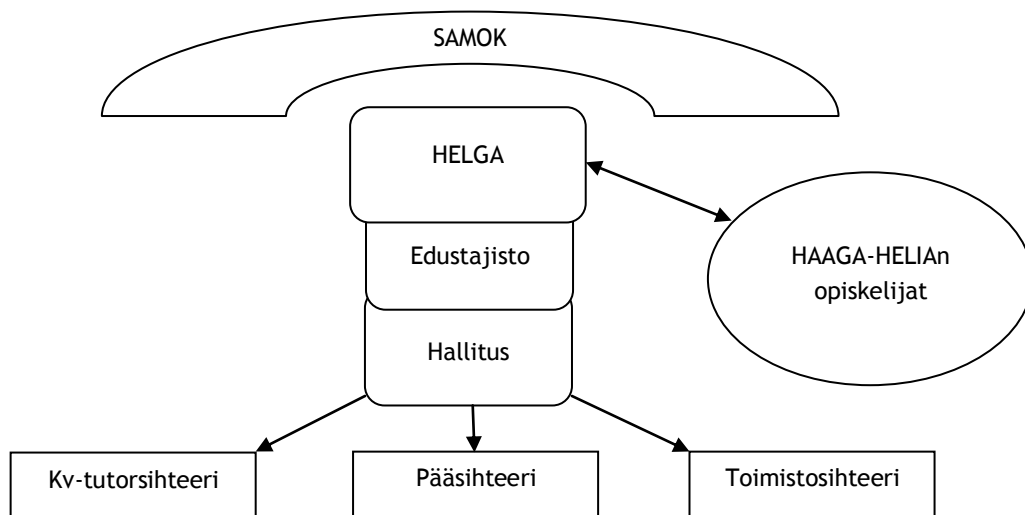 SAMOK
HELGA
Edustajisto
HAAGA-HELIAn
opiskelijat
Hallitus
Kv-tutorsihteeri
Pääsihteeri
Toimistosihteeri